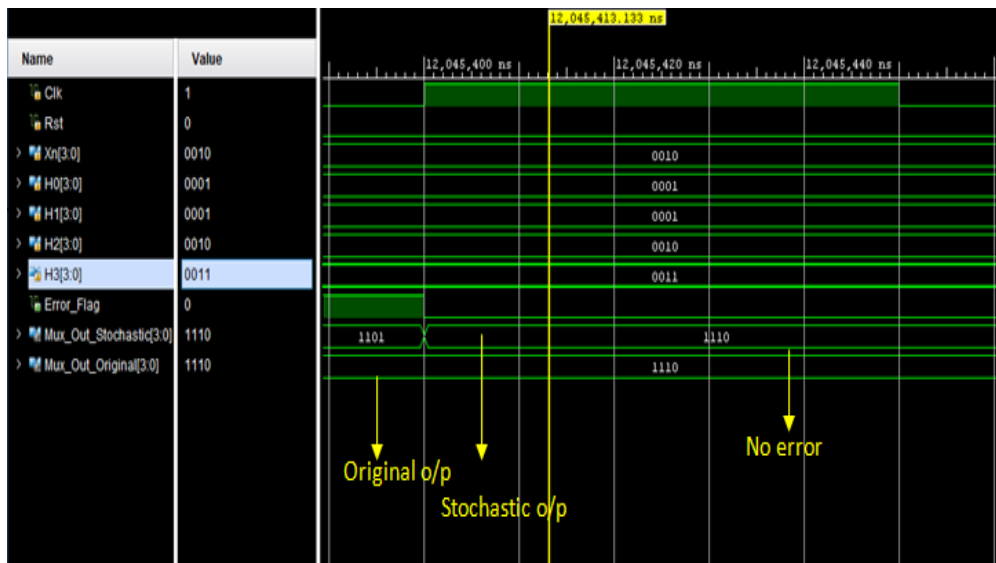 12,045,413.133 ns
Name Value
12,045,400 ns 12,045,420 ns 12,045,440 ns
Clk 1
Rst 0
Xn[3:0] 0010 0010
H0[3:0] 0001 0001
H1[3:0] 0001 0001
H2[3:0] 0010 0010
H3[3:0] 0011 0011
Error_Flag 0
Mux_Out_Stochastic[3:0] 1110 1101 1110
Mux_Out_Original[3:0] 1110 1110
No error
Original o/p
Stochastic o/p